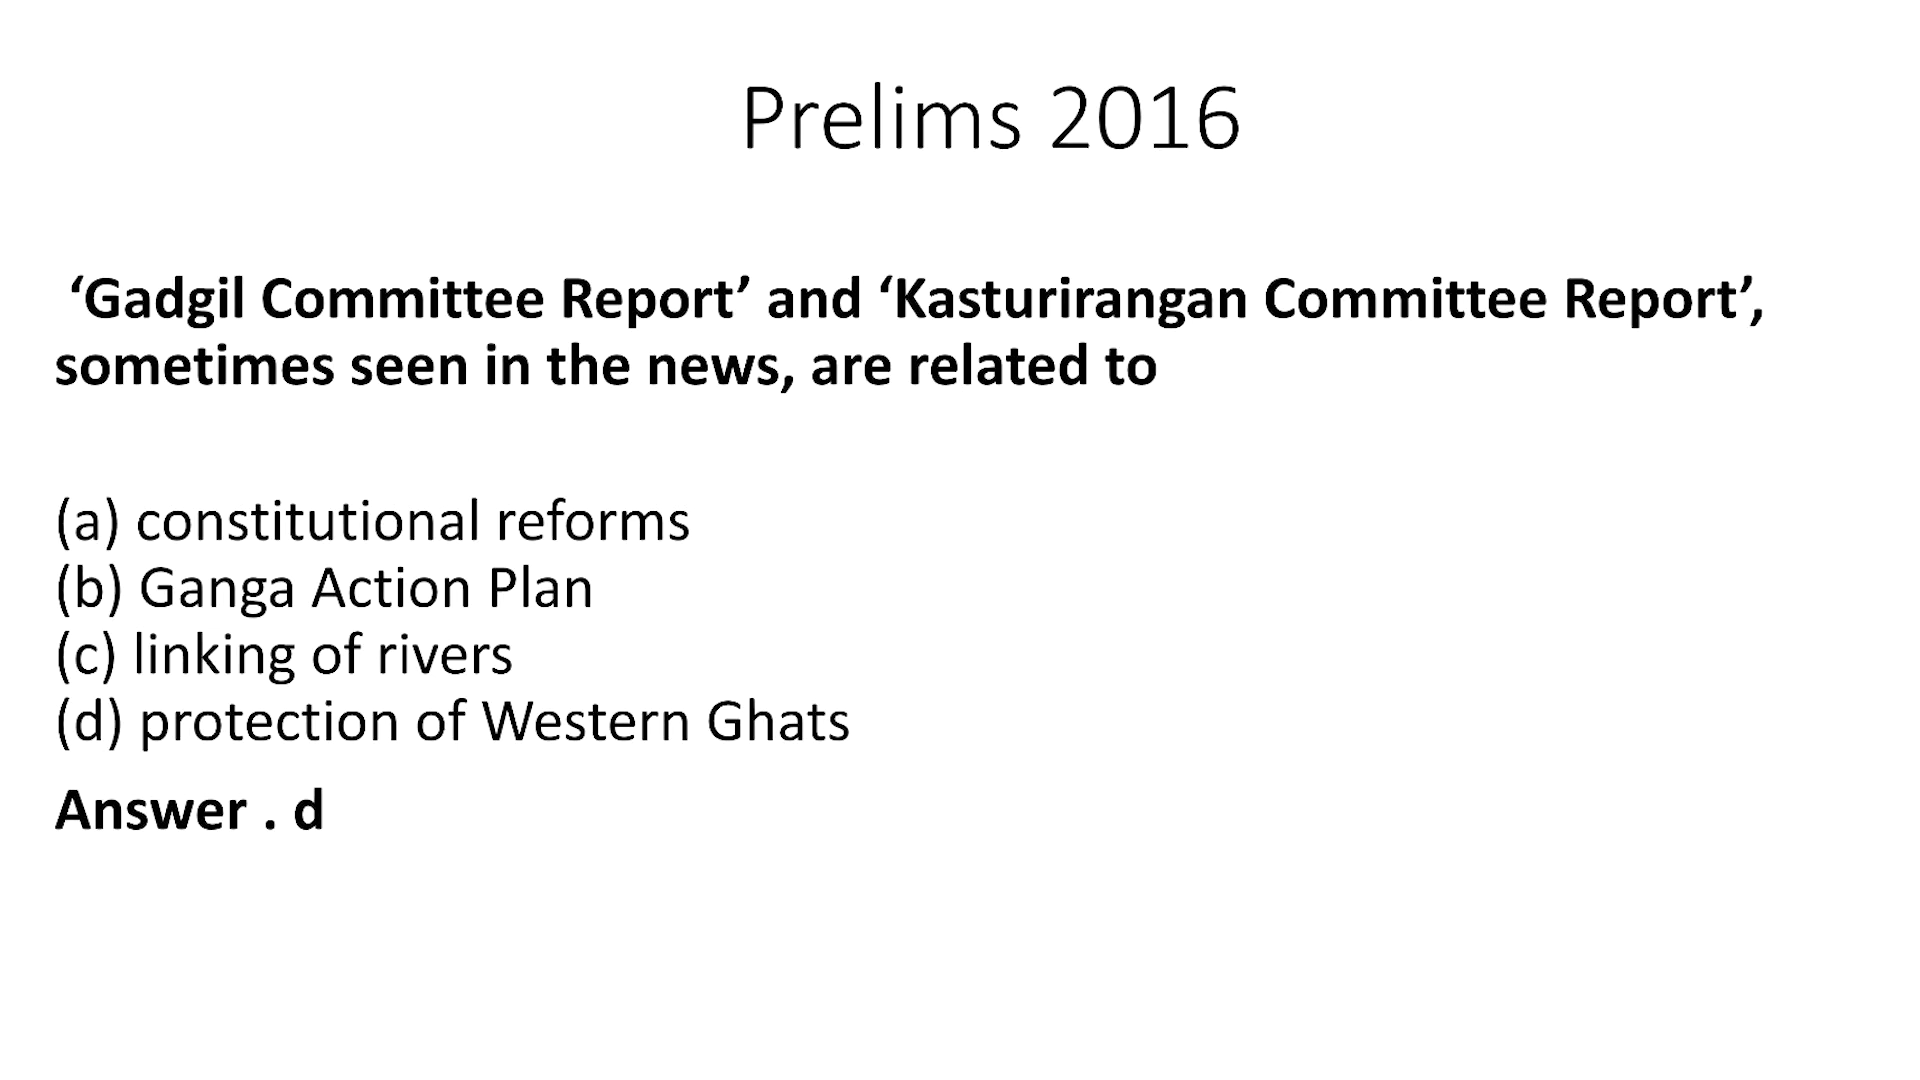 Prelims 2016
‘Gadgil Committee Report’ and ‘Kasturirangan Committee Report’,
sometimes seen in the news, are related to
(a) constitutional reforms
(b) Ganga Action Plan
(c) linking of rivers
(d) protection of Western Ghats
Answer . d